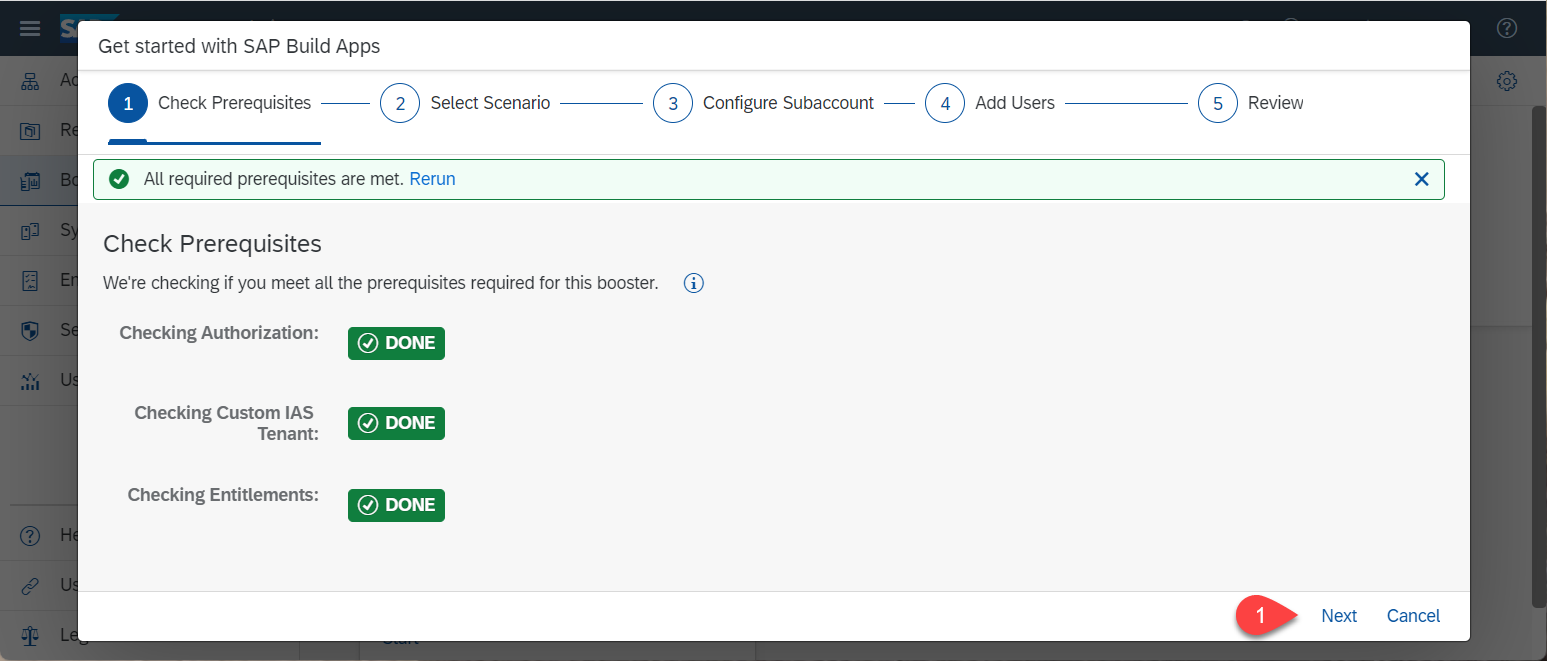 Get started with SAP Build Apps
1 Check Prerequisites 2 Select Scenario 3 Configure Subaccount 4 Add Users 5 Review
All required prerequisites are met. Rerun
Check Prerequisites
We're checking if you meet all the prerequisites required for this booster.
Checking Authorization: DONE
Checking Custom IAS
Tenant: DONE
Checking Entitlements: DONE
1 Next Cancel